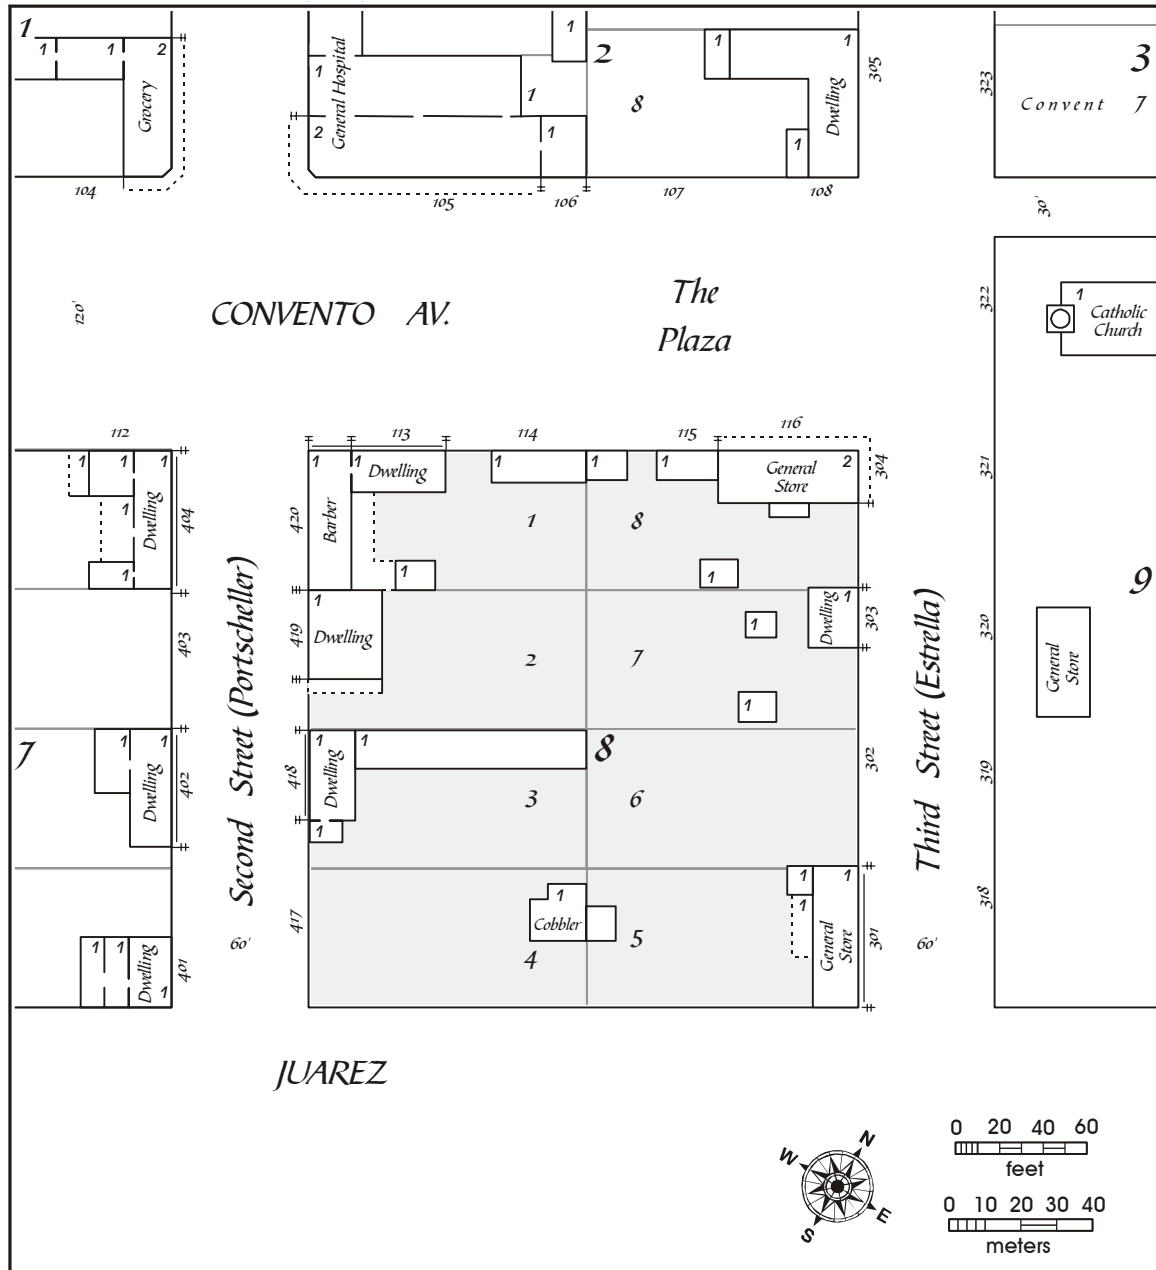 1
1
1
2
Grocery
104
1
General Hospital
2
1
1
1
2
8
1
1
Dwelling
1
305
105
106
107
108
323
3
Convent 7
30'
120'
CONVENTO AV.
The
Plaza
322
1
Catholic
Church
321
320
319
318
9
General
Store
112
1
1
1
1
1
Dwelling
404
403
7
1
1
Dwelling
402
1
1
Dwelling
1
401
Second Street (Portscheller)
60'
113
114
115
116
1
1
Dwelling
1
1
1
General
Store
2
304
420
Barber
1
8
1
1
1
419
Dwelling
2
7
1
1
Dwelling
1
303
418
1
1
Dwelling
1
8
3
6
302
417
1
Cobbler
4
5
1
1
1
General
Store
301
Third Street (Estrella)
60'
JUAREZ
N
W
E
S
0 20 40 60
feet
0 10 20 30 40
meters